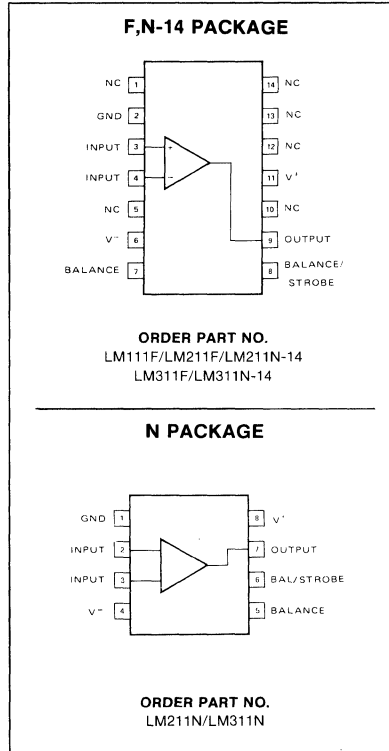 F,N-14 PACKAGE
NC 1
14 NC
GND 2
13 NC
INPUT 3 +
12 NC
INPUT 4 −
11 V+
NC 5
10 NC
V− 6
9 OUTPUT
BALANCE 7
8 BALANCE/
STROBE
ORDER PART NO.
LM111F/LM211F/LM211N-14
LM311F/LM311N-14
N PACKAGE
GND 1
8 V+
INPUT 2
7 OUTPUT
INPUT 3
6 BAL/STROBE
V− 4
5 BALANCE
ORDER PART NO.
LM211N/LM311N